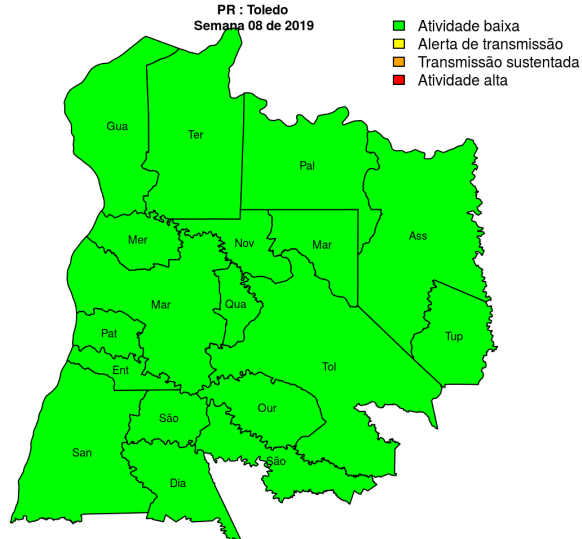 PR : Toledo
Semana 08 de 2019
Atividade baixa
Alerta de transmissão
Transmissão sustentada
Atividade alta
Gua
Ter
Pal
Ass
Mer
Nov
Mar
Mar
Qua
Pat
Tup
Ent
Tol
São
Our
San
São
Dia